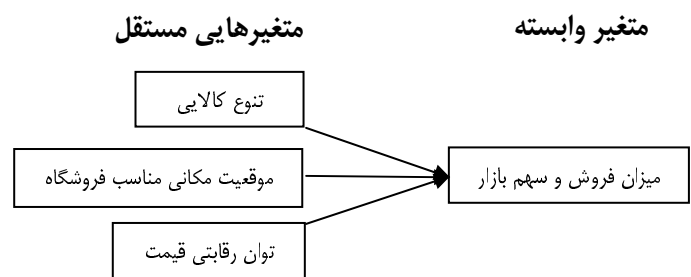 متغیر وابسته
متغیرهایی مستقل
تنوع کالایی
موقعیت مکانی مناسب فروشگاه
میزان فروش و سهم بازار
توان رقابتی قیمت